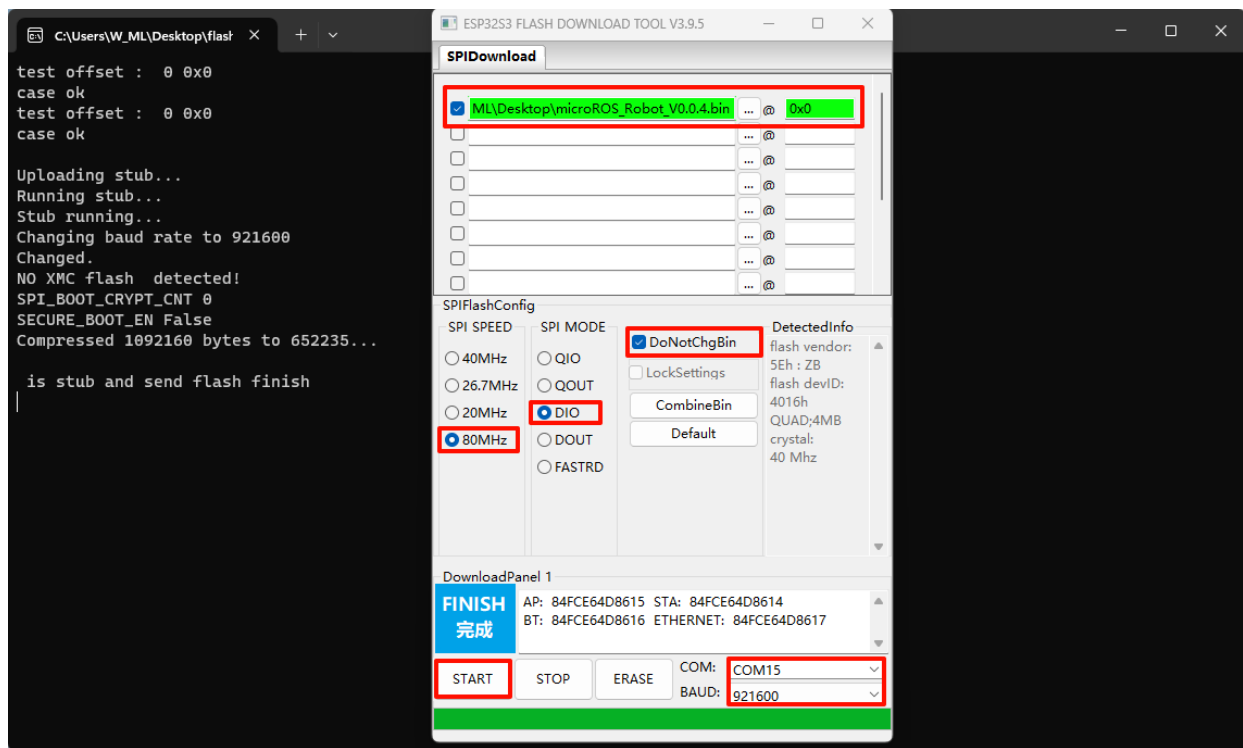 C:\Users\W_ML\Desktop\flash
test offset :  0 0x0
case ok
test offset :  0 0x0
case ok
Uploading stub...
Running stub...
Stub running...
Changing baud rate to 921600
Changed.
NO XMC flash  detected!
SPI_BOOT_CRYPT_CNT 0
SECURE_BOOT_EN False
Compressed 1092160 bytes to 652235...
is stub and send flash finish
ESP32S3 FLASH DOWNLOAD TOOL V3.9.5
SPIDownload
ML\Desktop\microROS_Robot_V0.0.4.bin ... @ 0x0
... @
... @
... @
... @
... @
... @
... @
SPIFlashConfig
SPI SPEED
40MHz
26.7MHz
20MHz
80MHz
SPI MODE
QIO
QOUT
DIO
DOUT
FASTRD
DoNotChgBin
LockSettings
CombineBin
Default
DetectedInfo
flash vendor:
5Eh : ZB
flash devID:
4016h
QUAD;4MB
crystal:
40 Mhz
DownloadPanel 1
FINISH
完成
AP: 84FCE64D8615 STA: 84FCE64D8614
BT: 84FCE64D8616 ETHERNET: 84FCE64D8617
START
STOP
ERASE
COM: COM15
BAUD: 921600